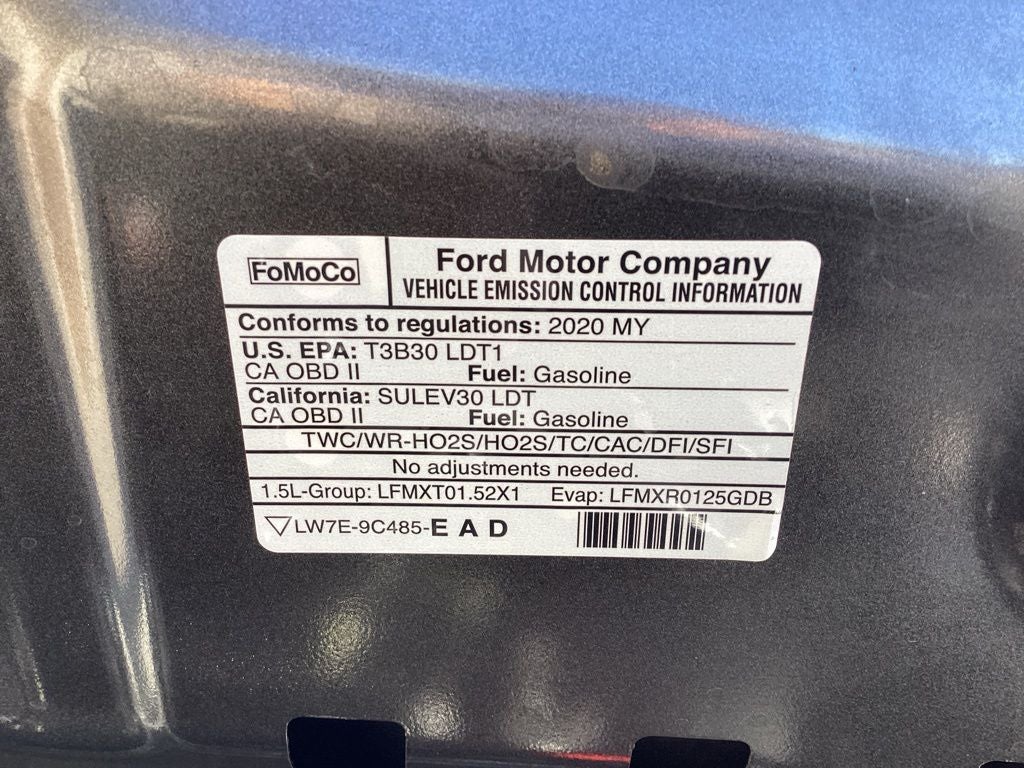 FoMoCo
Ford Motor Company
VEHICLE EMISSION CONTROL INFORMATION
Conforms to regulations: 2020 MY
U.S. EPA: T3B30 LDT1
CA OBD II Fuel: Gasoline
California: SULEV30 LDT
CA OBD II Fuel: Gasoline
TWC/WR-HO2S/HO2S/TC/CAC/DFI/SFI
No adjustments needed.
1.5L-Group: LFMXT01.52X1 Evap: LFMXR0125GDB
LW7E-9C485-E A D